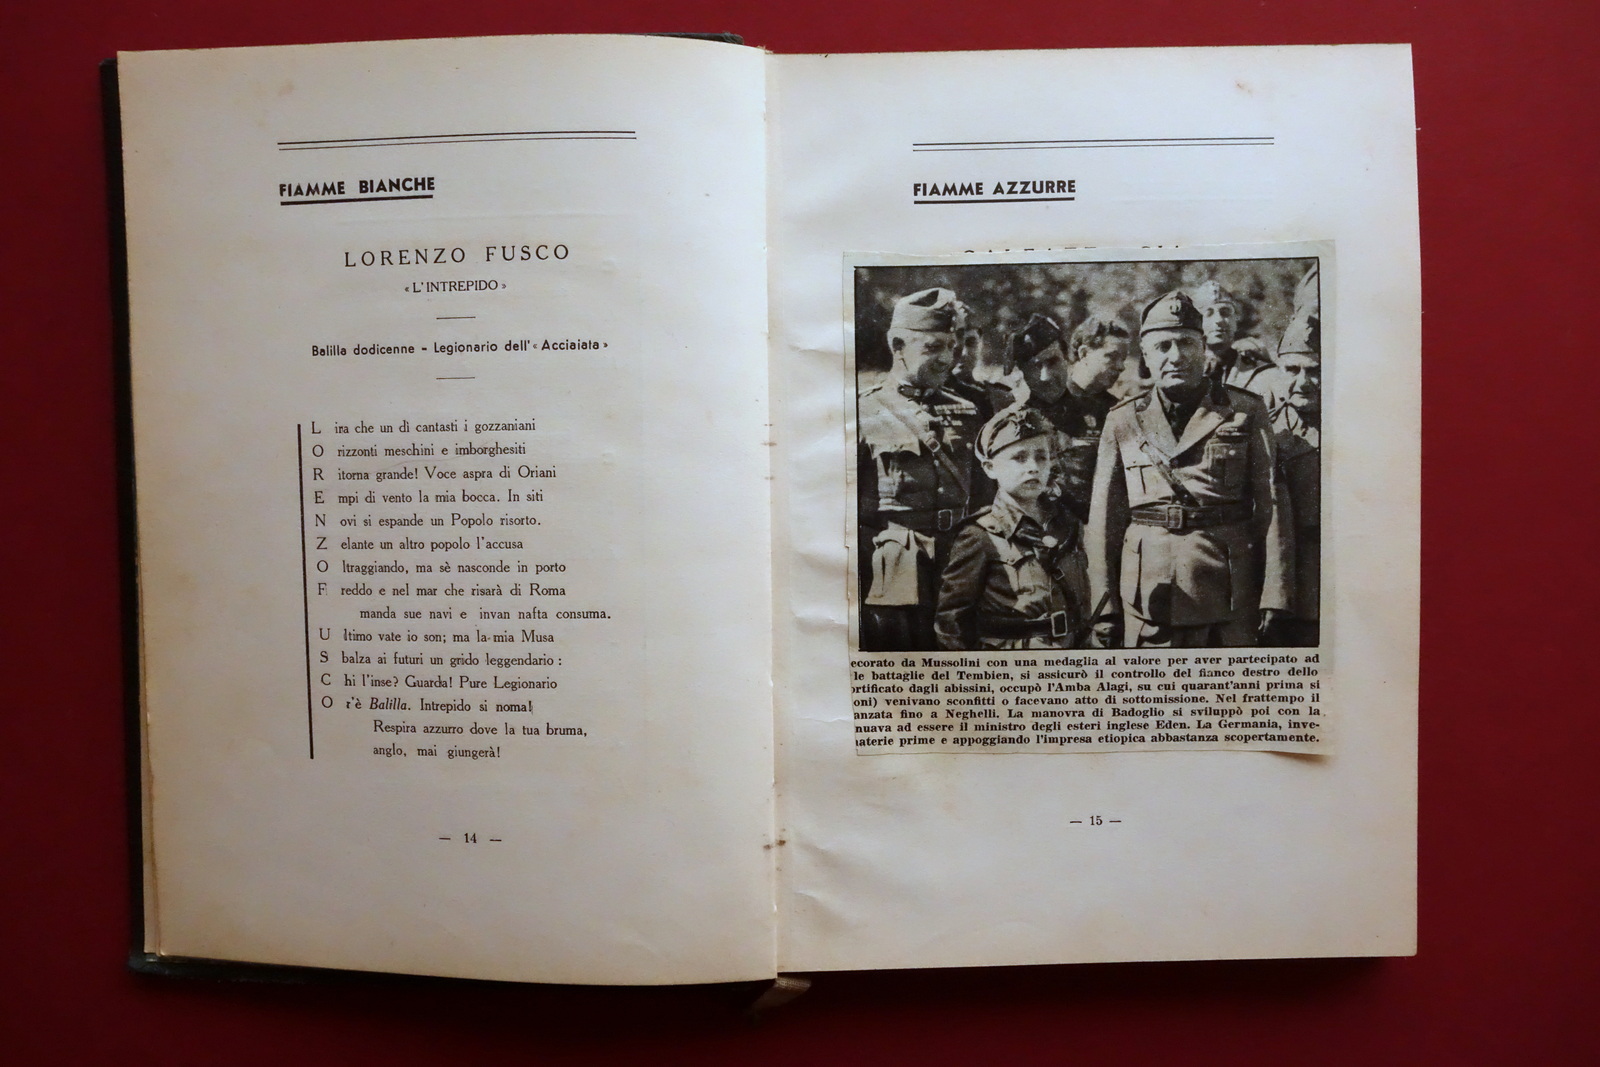 FIAMME BIANCHE
LORENZO FUSCO
«L'INTREPIDO»
Balilla dodicenne - Legionario dell'«Acciaiata»
L ira che un dì cantasti i gozzaniani
O rizzonti meschini e imborghesiti
R itorna grande! Voce aspra di Oriani
E mpi di vento la mia bocca. In siti
N ovi si espande un Popolo risorto.
Z elante un altro popolo l'accusa
O ltraggiando, ma sè nasconde in porto
F reddo e nel mar che risarà di Roma
manda sue navi e invan nafta consuma.
U ltimo vate io son; ma la mia Musa
S balza ai futuri un grido leggendario:
C hi l'inse? Guarda! Pure Legionario
O r'è Balilla. Intrepido si noma!
Respira azzurro dove la tua bruma,
anglo, mai giungerà!
— 14 —
FIAMME AZZURRE
ecorato da Mussolini con una medaglia al valore per aver partecipato ad
le battaglie del Tembien, si assicurò il controllo del fianco destro dello
rtificato dagli abissini, occupò l'Amba Alagi, su cui quarant'anni prima si
oni) venivano sconfitti o facevano atto di sottomissione. Nel frattempo il
anzata fino a Neghelli. La manovra di Badoglio si sviluppò poi con la
nuava ad essere il ministro degli esteri inglese Eden. La Germania, inve-
aterie prime e appoggiando l'impresa etiopica abbastanza scopertamente.
— 15 —